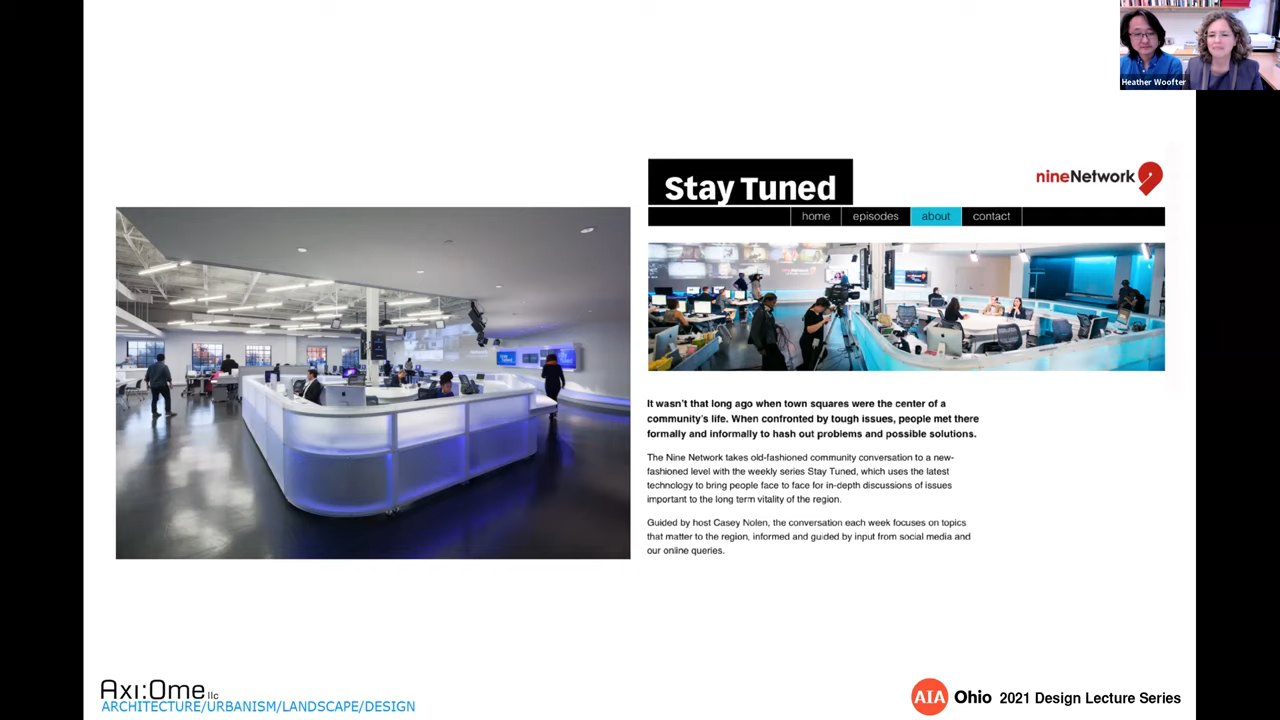 Heather Woofter
Stay Tuned
nineNetwork
home episodes about contact
It wasn't that long ago when town squares were the center of a
community's life. When confronted by tough issues, people met there
formally and informally to hash out problems and possible solutions.
The Nine Network takes old-fashioned community conversation to a new-
fashioned level with the weekly series Stay Tuned, which uses the latest
technology to bring people face to face for in-depth discussions of issues
important to the long term vitality of the region.
Guided by host Casey Nolen, the conversation each week focuses on topics
that matter to the region, informed and guided by input from social media and
our online queries.
Axi:Ome llc
ARCHITECTURE/URBANISM/LANDSCAPE/DESIGN
AIA Ohio 2021 Design Lecture Series